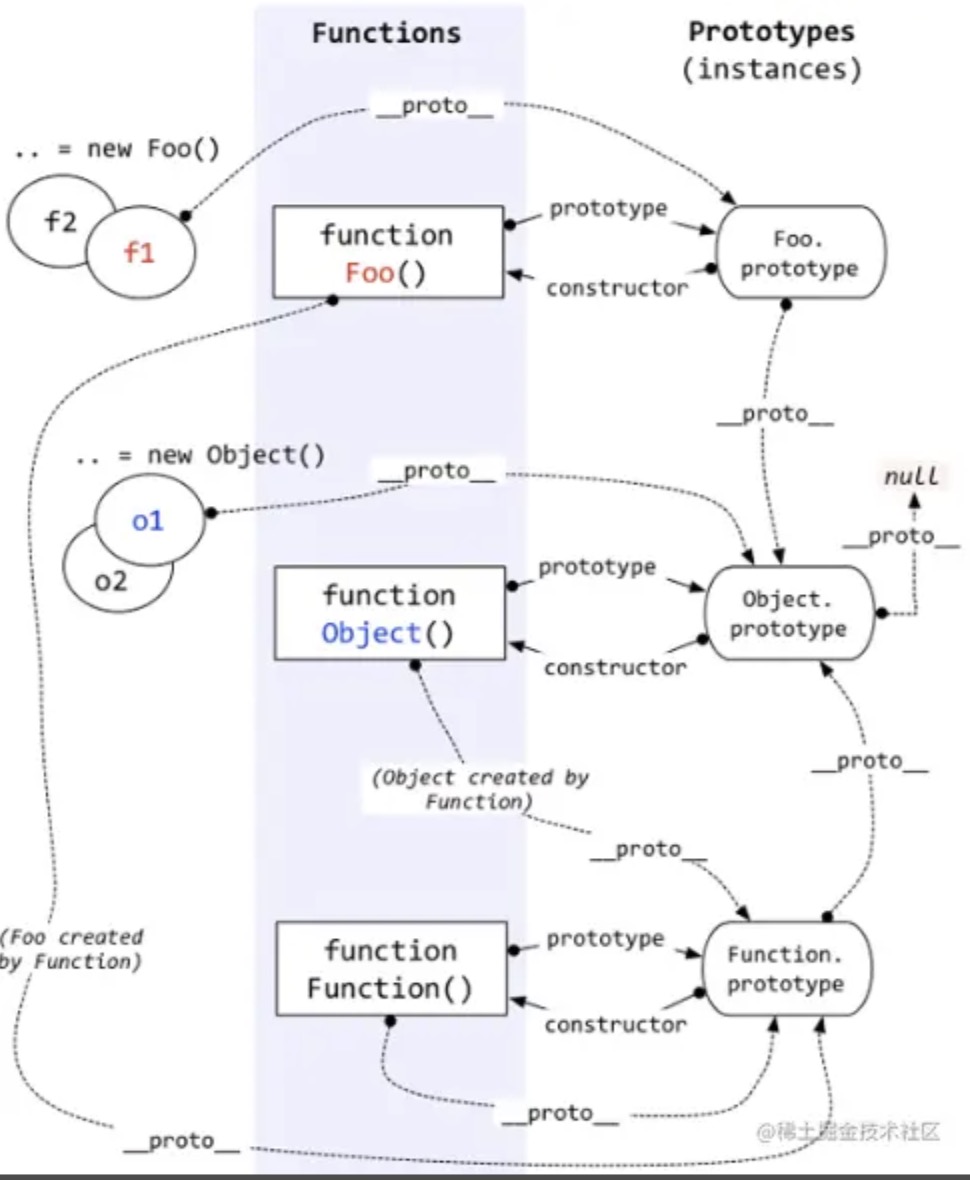 Functions
Prototypes
(instances)
__proto__
.. = new Foo()
f2
f1
function
Foo()
prototype
constructor
Foo.
prototype
__proto__
.. = new Object()
__proto__
null
__proto__
o1
o2
function
Object()
prototype
constructor
Object.
prototype
(Object created by
Function)
__proto__
__proto__
(Foo created
by Function)
function
Function()
prototype
constructor
Function.
prototype
__proto__
__proto__
@稀土掘金技术社区